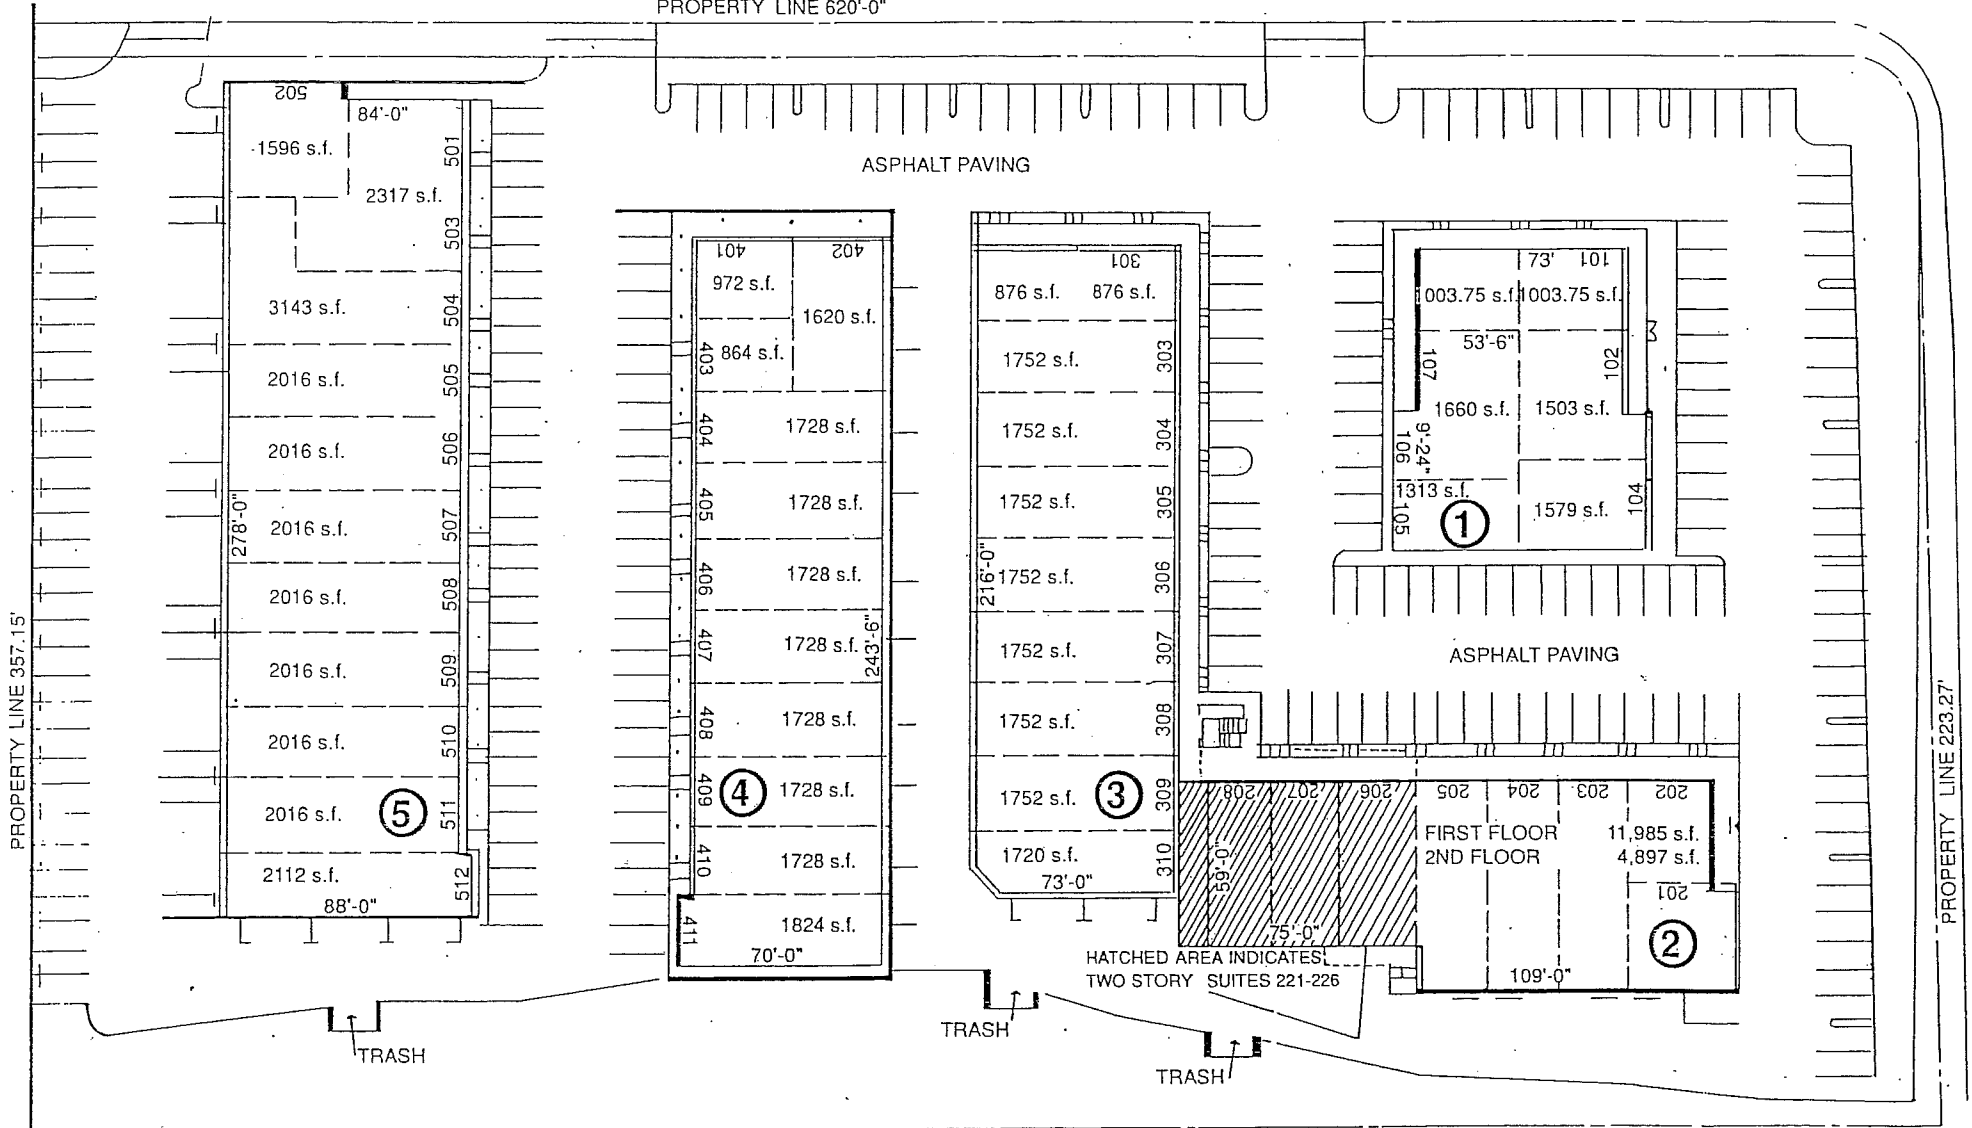 PROPERTY LINE 620'-0"
PROPERTY LINE 357.15'
502
84'-0"
1596 s.f.
501
2317 s.f.
503
3143 s.f.
504
2016 s.f.
505
2016 s.f.
506
278'-0"
2016 s.f.
507
2016 s.f.
508
2016 s.f.
509
2016 s.f.
510
2016 s.f.
5
511
2112 s.f.
512
88'-0"
TRASH
ASPHALT PAVING
401
402
972 s.f.
1620 s.f.
403
864 s.f.
404
1728 s.f.
405
1728 s.f.
406
1728 s.f.
407
1728 s.f.
243'-6"
408
1728 s.f.
409
4
1728 s.f.
410
1728 s.f.
411
1824 s.f.
70'-0"
301
876 s.f.
876 s.f.
1752 s.f.
303
1752 s.f.
304
1752 s.f.
305
216'-0"
1752 s.f.
306
1752 s.f.
307
1752 s.f.
308
1752 s.f.
3
309
1720 s.f.
310
73'-0"
TRASH
73'
101
003.75 s.f.
1003.75 s.f.
53'-6"
107
102
1660 s.f.
1503 s.f.
106
9'-24"
1313 s.f.
105
1
1579 s.f.
104
ASPHALT PAVING
208
207
206
205
204
203
202
FIRST FLOOR 11,985 s.f.
2ND FLOOR 4,897 s.f.
59'-0"
201
75'-0"
2
109'-0"
HATCHED AREA INDICATES
TWO STORY SUITES 221-226
TRASH
PROPERTY LINE 223.27'